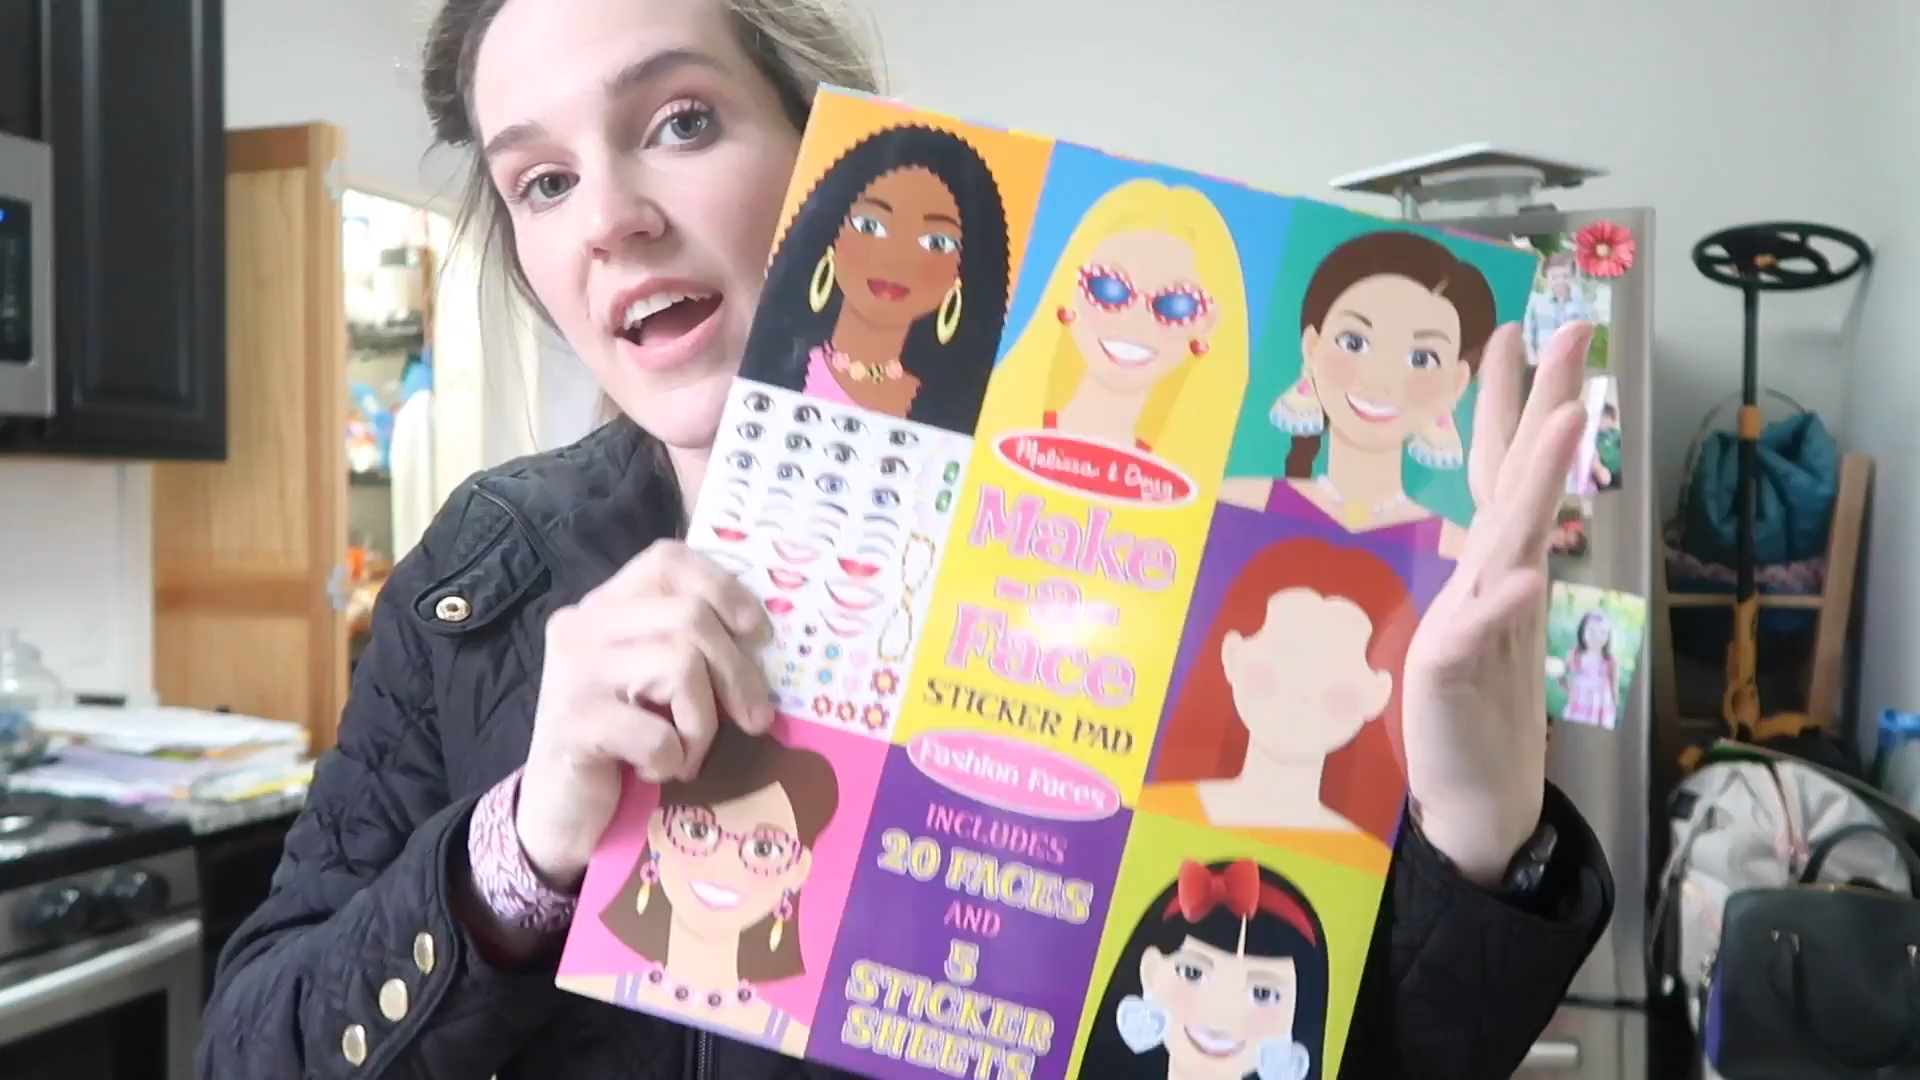 Melissa & Doug
Make
-a-
Face
STICKER PAD
Fashion Faces
INCLUDES
20 FACES
AND
5
STICKER
SHEETS